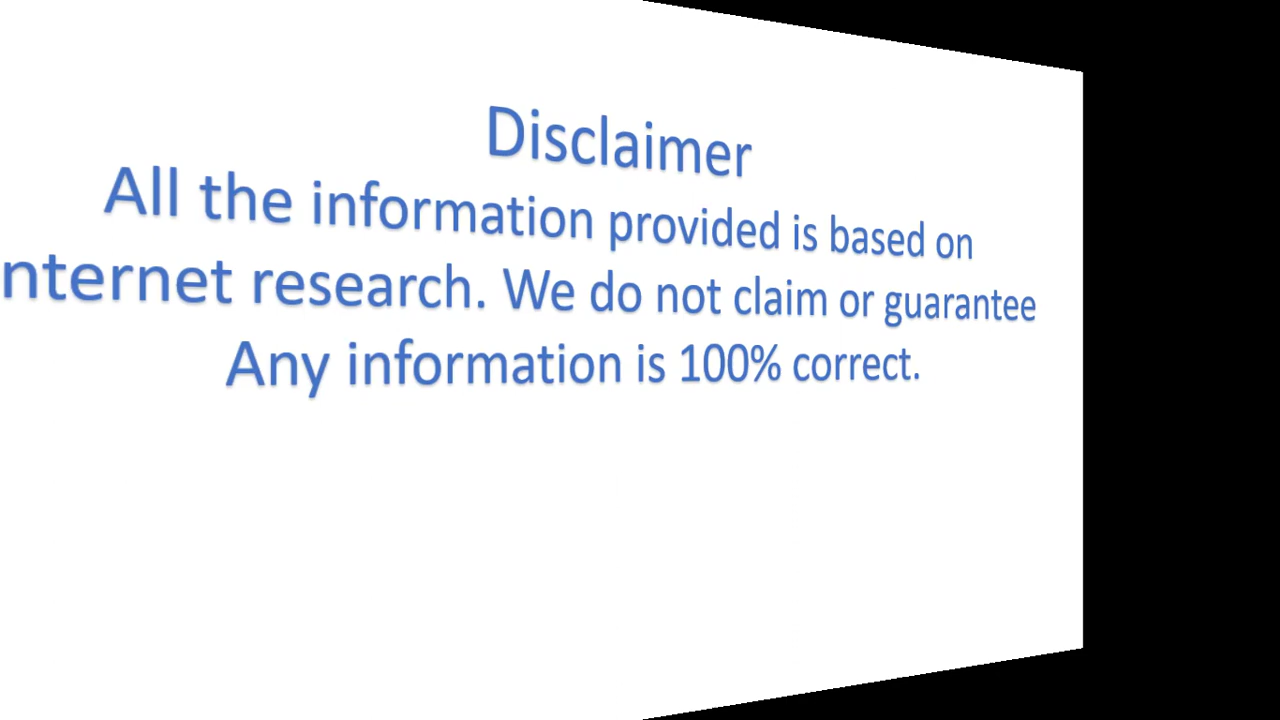 Disclaimer
All the information provided is based on
nternet research. We do not claim or guarantee
Any information is 100% correct.